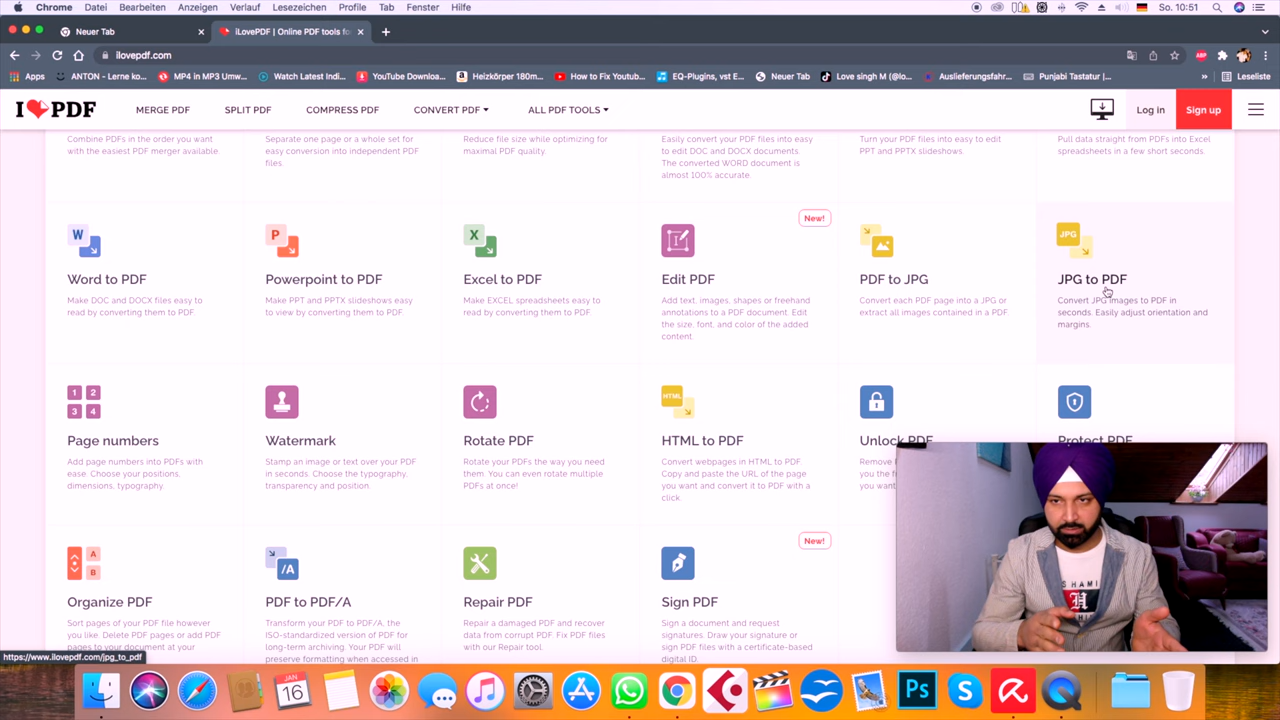 Chrome Datei Bearbeiten Anzeigen Verlauf Lesezeichen Profile Tab Fenster Hilfe So. 10:51
Neuer Tab iLovePDF | Online PDF tools fo
ilovepdf.com
Apps ANTON - Lerne ko... MP4 in MP3 Umw... Watch Latest Indi... YouTube Downloa... Heizkörper 180m... How to Fix Youtub... EQ-Plugins, vst E... Neuer Tab Love singh M (@lo... Auslieferungsfahr... Punjabi Tastatur |... » Leseliste
I PDF MERGE PDF SPLIT PDF COMPRESS PDF CONVERT PDF ALL PDF TOOLS Log in Sign up
Combine PDFs in the order you want
with the easiest PDF merger available.
Separate one page or a whole set for
easy conversion into independent PDF
files.
Reduce file size while optimizing for
maximal PDF quality.
Easily convert your PDF files into easy
to edit DOC and DOCX documents.
The converted WORD document is
almost 100% accurate.
Turn your PDF files into easy to edit
PPT and PPTX slideshows.
Pull data straight from PDFs into Excel
spreadsheets in a few short seconds.
W
Word to PDF
Make DOC and DOCX files easy to
read by converting them to PDF.
P
Powerpoint to PDF
Make PPT and PPTX slideshows easy
to view by converting them to PDF.
X
Excel to PDF
Make EXCEL spreadsheets easy to
read by converting them to PDF.
New!
Edit PDF
Add text, images, shapes or freehand
annotations to a PDF document. Edit
the size, font, and color of the added
content.
PDF to JPG
Convert each PDF page into a JPG or
extract all images contained in a PDF.
JPG
JPG to PDF
Convert JPG images to PDF in
seconds. Easily adjust orientation and
margins.
1 2
3 4
Page numbers
Add page numbers into PDFs with
ease. Choose your positions,
dimensions, typography.
Watermark
Stamp an image or text over your PDF
in seconds. Choose the typography,
transparency and position.
Rotate PDF
Rotate your PDFs the way you need
them. You can even rotate multiple
PDFs at once!
HTML
HTML to PDF
Convert webpages in HTML to PDF.
Copy and paste the URL of the page
you want and convert it to PDF with a
click.
Unlock PDF
Remove
you the f
you want
Protect PDF
A
B
Organize PDF
Sort pages of your PDF file however
you like. Delete PDF pages or add PDF
pages to your document at your
/A
PDF to PDF/A
Transform your PDF to PDF/A, the
ISO-standardized version of PDF for
long-term archiving. Your PDF will
preserve formatting when accessed in
Repair PDF
Repair a damaged PDF and recover
data from corrupt PDF. Fix PDF files
with our Repair tool.
New!
Sign PDF
Sign a document and request
signatures. Draw your signature or
sign PDF files with a certificate-based
digital ID.
SHAMI
H
https://www.ilovepdf.com/jpg_to_pdf
JAN
16
Ps